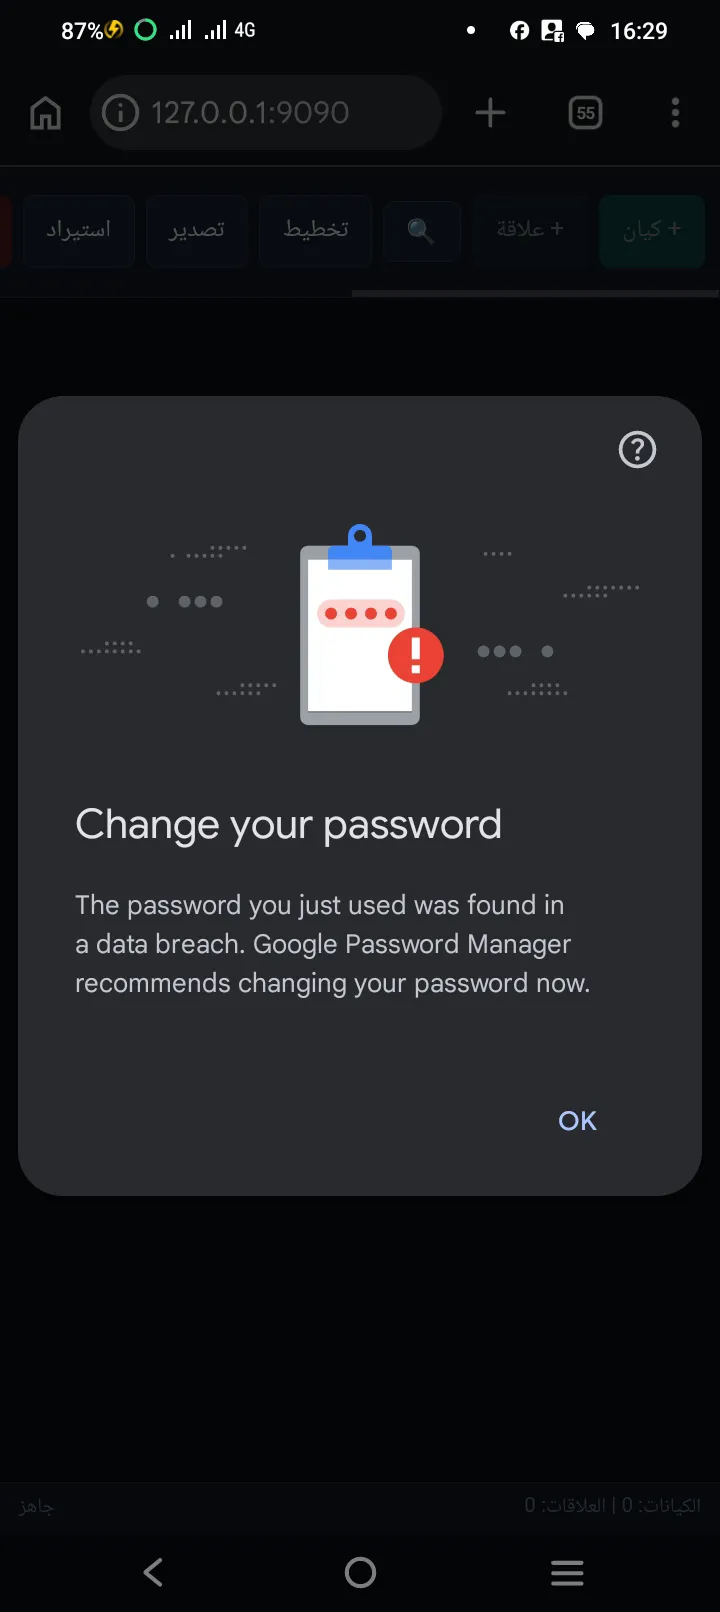 87%
4G
16:29
127.0.0.1:9090
55
+ كيان
+ علاقة
تخطيط
تصدير
استيراد
Change your password
The password you just used was found in
a data breach. Google Password Manager
recommends changing your password now.
OK
الكيانات: 0 | العلاقات: 0
جاهز